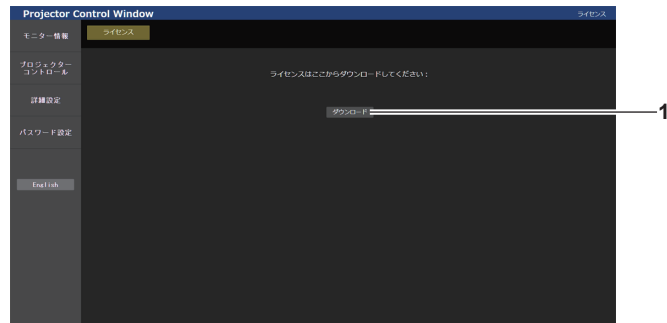 Projector Control Window
ライセンス
モニター情報
ライセンス
プロジェクター
コントロール
ライセンスはここからダウンロードしてください：
詳細設定
ダウンロード
1
パスワード設定
English